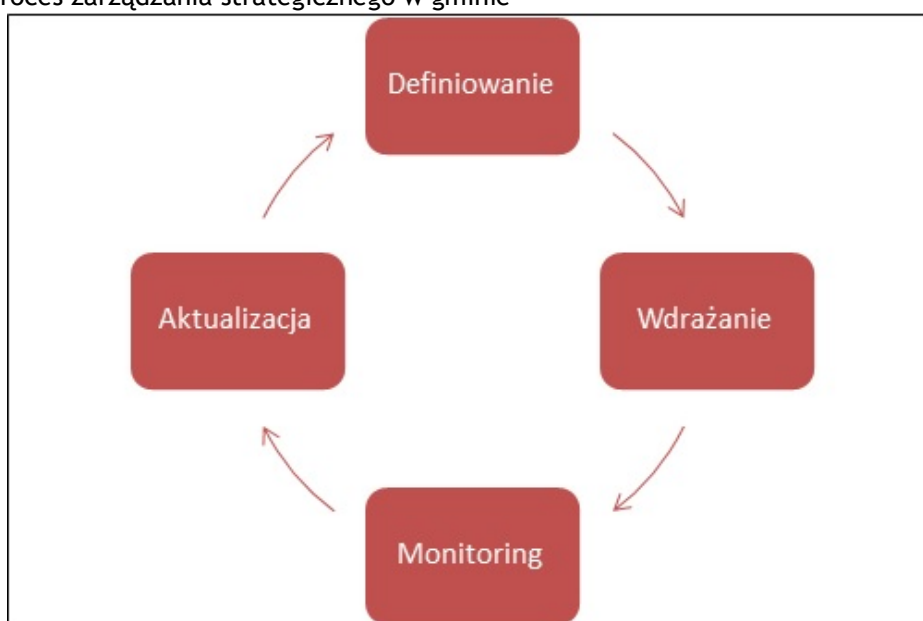 roces zarządzania strategicznego w gminie
Definiowanie
Wdrażanie
Monitoring
Aktualizacja